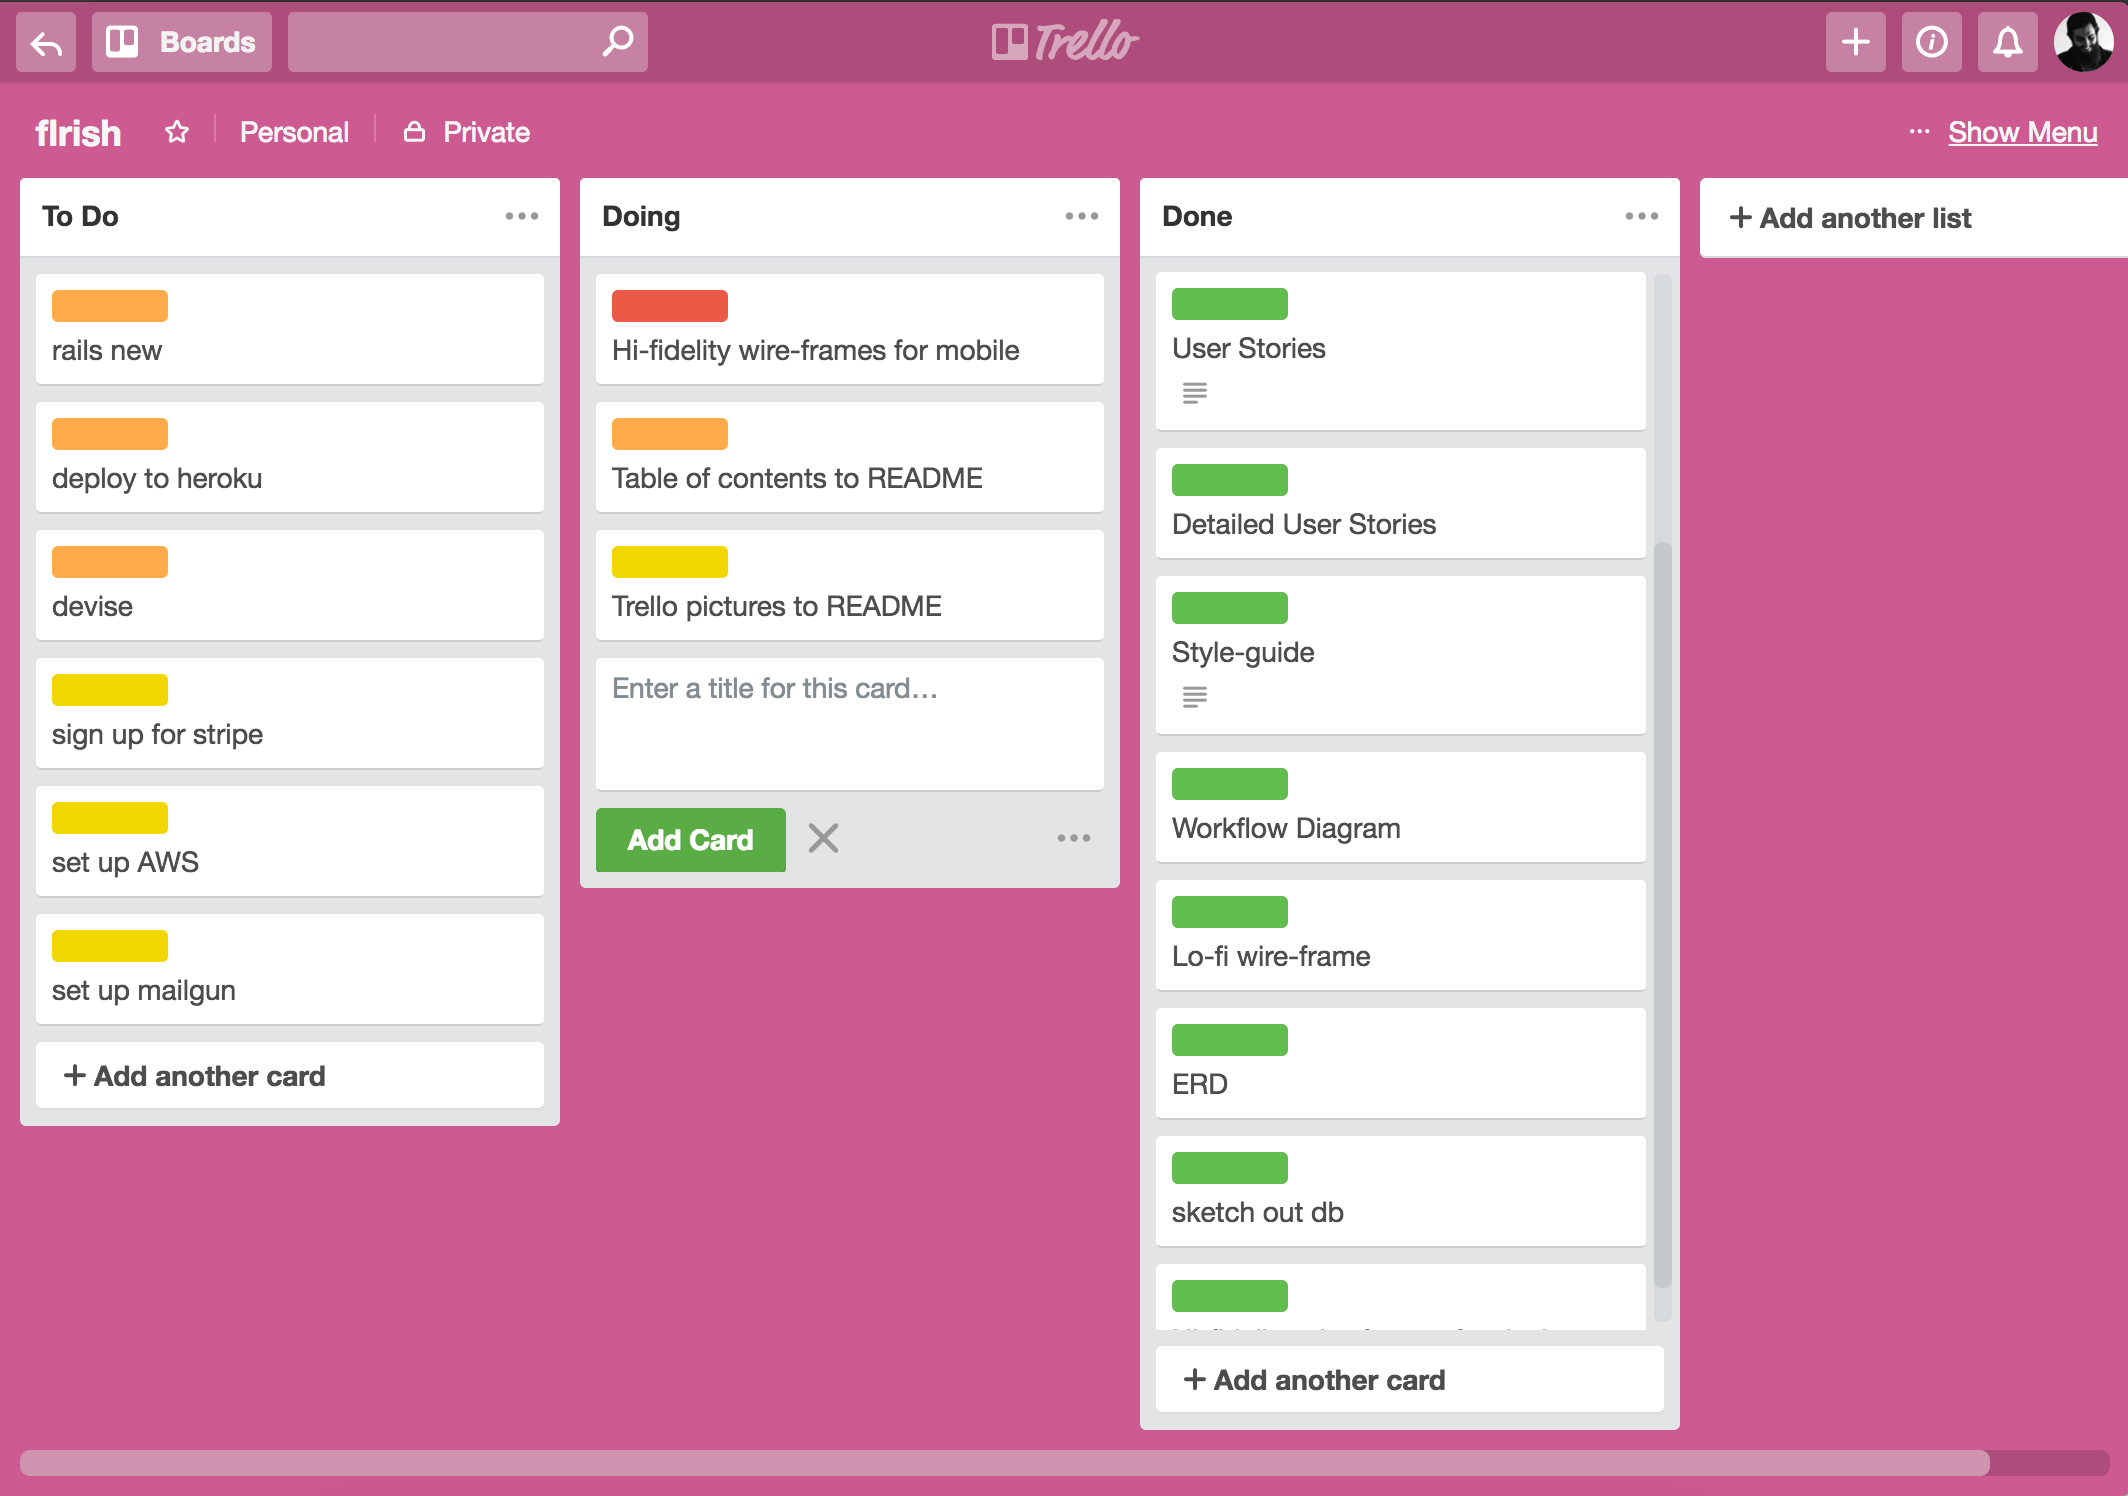 Boards
Trello
flrish
Personal
Private
Show Menu
To Do
rails new
deploy to heroku
devise
sign up for stripe
set up AWS
set up mailgun
Add another card
Doing
Hi-fidelity wire-frames for mobile
Table of contents to README
Trello pictures to README
Enter a title for this card…
Add Card
Done
User Stories
Detailed User Stories
Style-guide
Workflow Diagram
Lo-fi wire-frame
ERD
sketch out db
Add another card
Add another list